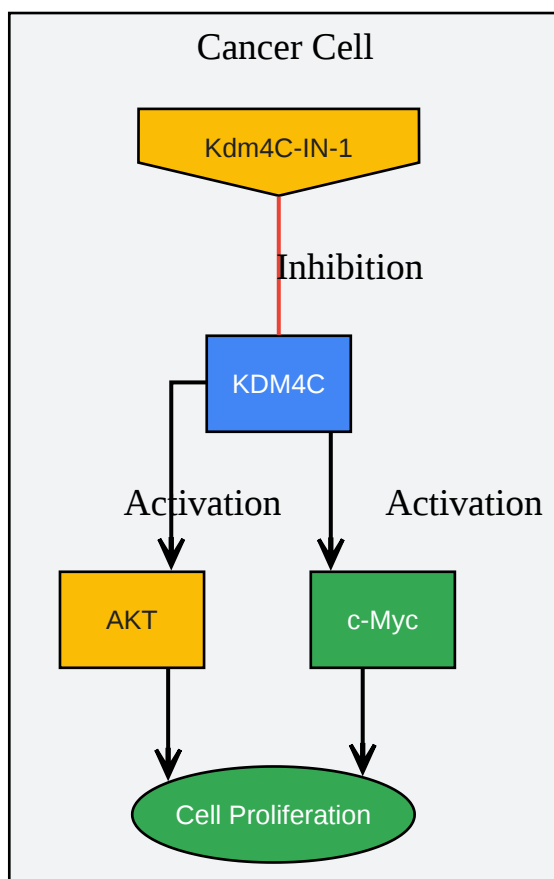 Cancer Cell
Kdm4C-IN-1
Inhibition
KDM4C
Activation
Activation
AKT
c-Myc
Cell Proliferation